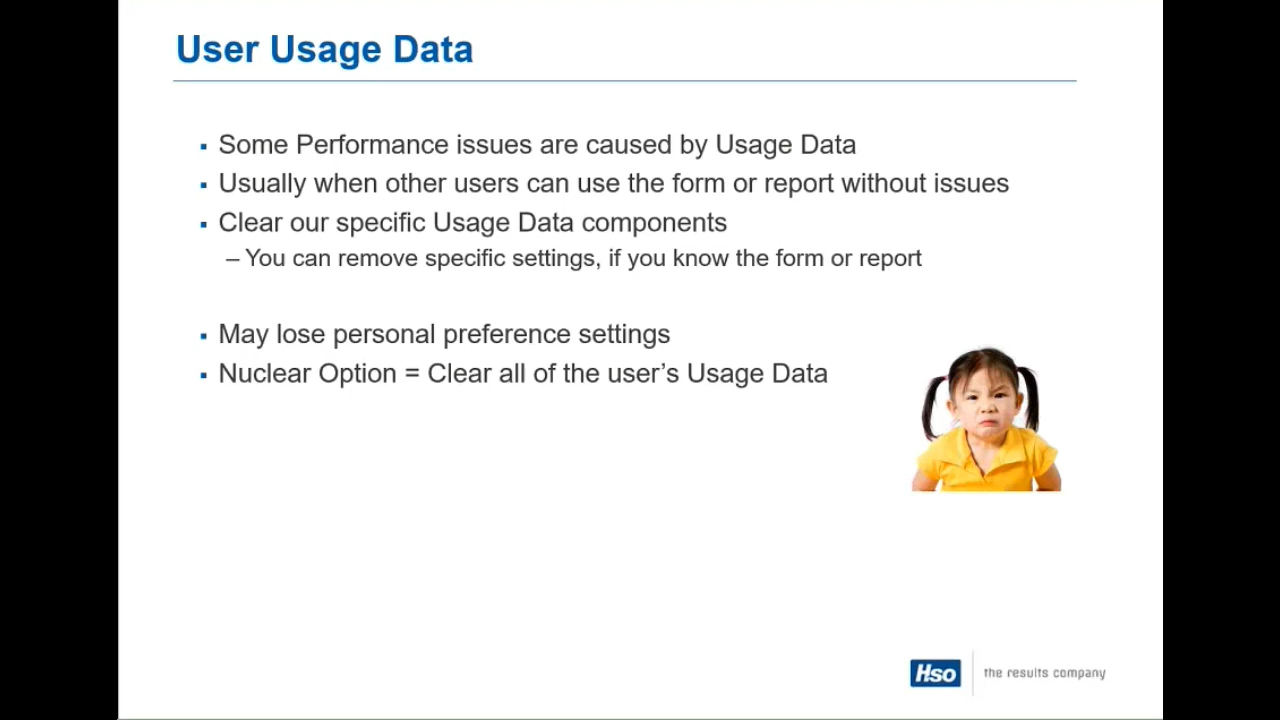 User Usage Data
▪ Some Performance issues are caused by Usage Data
▪ Usually when other users can use the form or report without issues
▪ Clear our specific Usage Data components
– You can remove specific settings, if you know the form or report
▪ May lose personal preference settings
▪ Nuclear Option = Clear all of the user’s Usage Data
Hso the results company